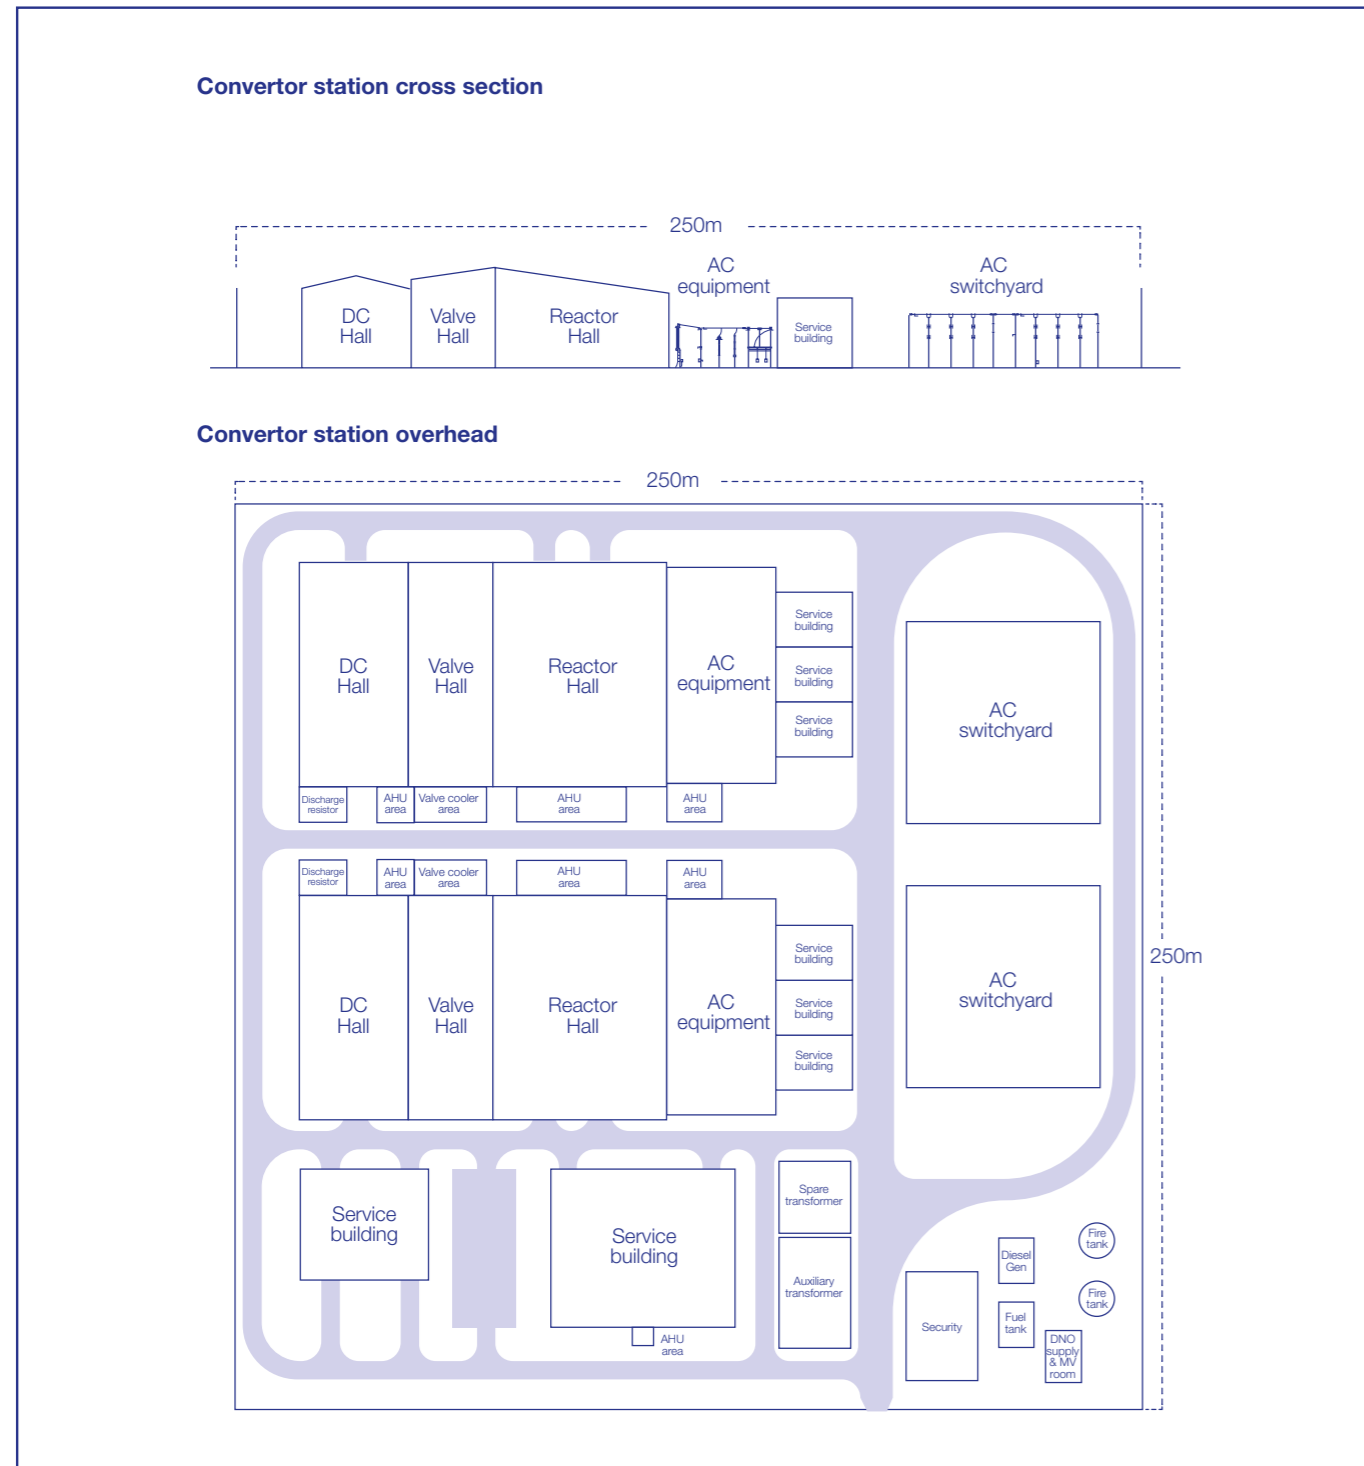 Convertor station cross section
250m
AC
equipment
AC
switchyard
DC
Hall
Valve
Hall
Reactor
Hall
Service
building
Convertor station overhead
250m
DC
Hall
Valve
Hall
Reactor
Hall
AC
equipment
Service
building
Service
building
Service
building
AC
switchyard
Discharge
resistor
AHU
area
Valve cooler
area
AHU
area
AHU
area
Discharge
resistor
AHU
area
Valve cooler
area
AHU
area
AHU
area
DC
Hall
Valve
Hall
Reactor
Hall
AC
equipment
Service
building
Service
building
Service
building
AC
switchyard
250m
Service
building
Service
building
AHU
area
Spare
transformer
Auxiliary
transformer
Security
Diesel
Gen
Fuel
tank
Fire
tank
Fire
tank
DNO
supply
& MV
room